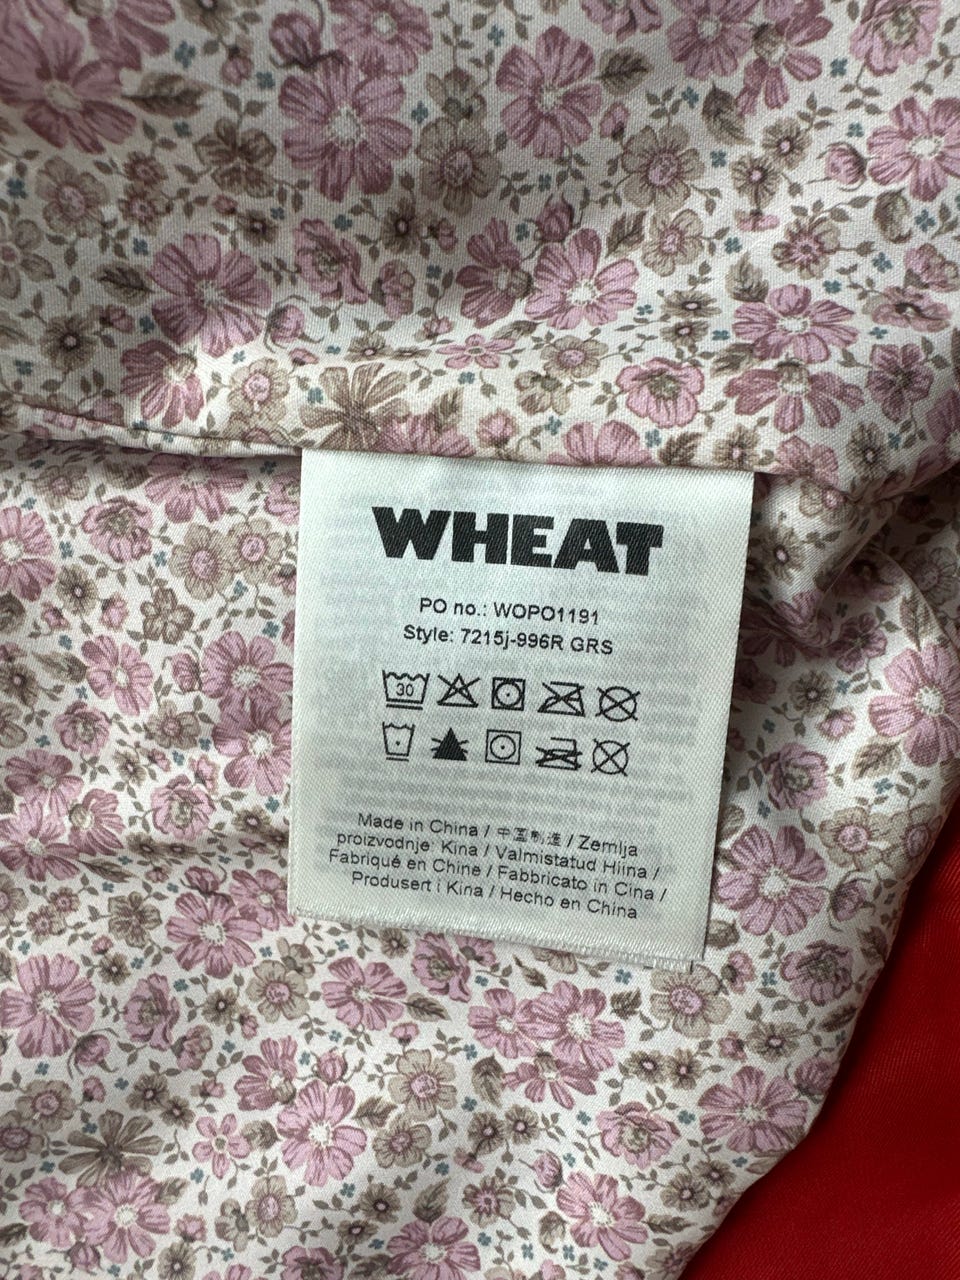 WHEAT
PO no.: WOPO1191
Style: 7215j-996R GRS
30
Made in China / 中国制造 / Zemlja
proizvodnje: Kina / Valmistatud Hiina /
Fabriqué en Chine / Fabbricato in Cina /
Produsert i Kina / Hecho en China